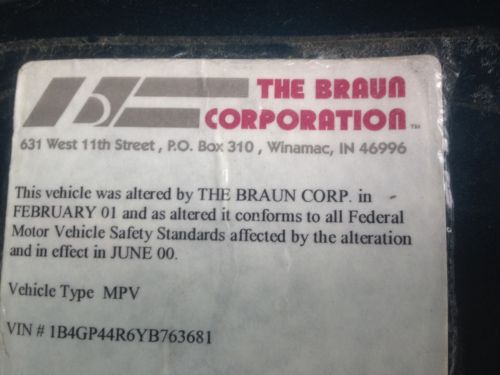 THE BRAUN
CORPORATION™
631 West 11th Street, P.O. Box 310, Winamac, IN 46996
This vehicle was altered by THE BRAUN CORP. in
FEBRUARY 01 and as altered it conforms to all Federal
Motor Vehicle Safety Standards affected by the alteration
and in effect in JUNE 00.
Vehicle Type MPV
VIN # 1B4GP44R6YB763681